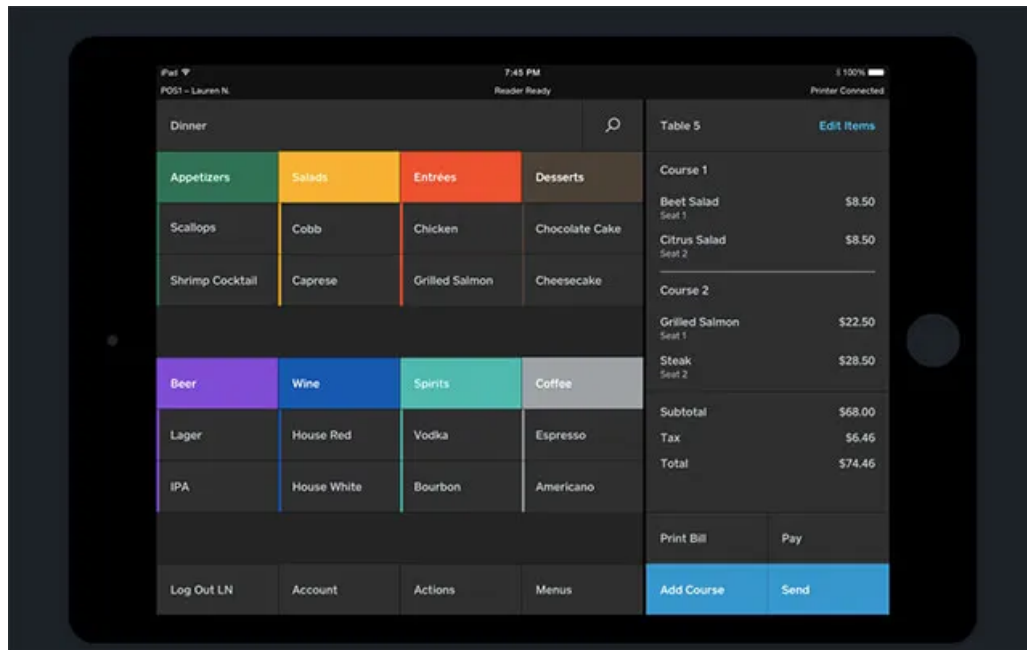 iPad 7:45 PM 100%
POS1 – Lauren N. Reader Ready Printer Connected
Dinner
Appetizers Salads Entrées Desserts
Scallops Cobb Chicken Chocolate Cake
Shrimp Cocktail Caprese Grilled Salmon Cheesecake
Beer Wine Spirits Coffee
Lager House Red Vodka Espresso
IPA House White Bourbon Americano
Log Out LN Account Actions Menus
Table 5 Edit Items
Course 1
Beet Salad $8.50
Seat 1
Citrus Salad $8.50
Seat 2
Course 2
Grilled Salmon $22.50
Seat 1
Steak $28.50
Seat 2
Subtotal $68.00
Tax $6.46
Total $74.46
Print Bill Pay
Add Course Send